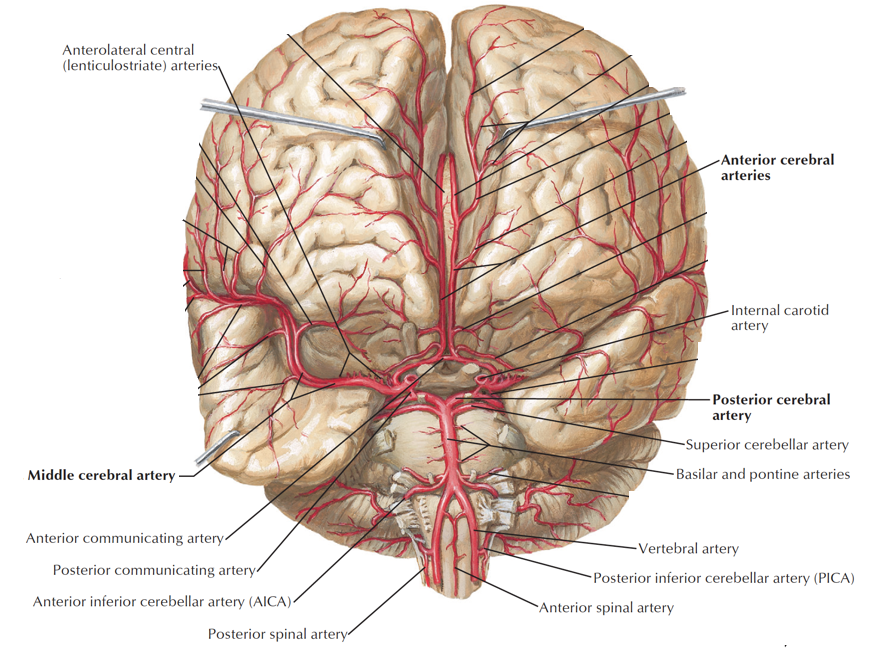 Anterolateral central
(lenticulostriate) arteries
Anterior cerebral
arteries
Internal carotid
artery
Posterior cerebral
artery
Superior cerebellar artery
Basilar and pontine arteries
Middle cerebral artery
Anterior communicating artery
Vertebral artery
Posterior communicating artery
Posterior inferior cerebellar artery (PICA)
Anterior inferior cerebellar artery (AICA)
Anterior spinal artery
Posterior spinal artery